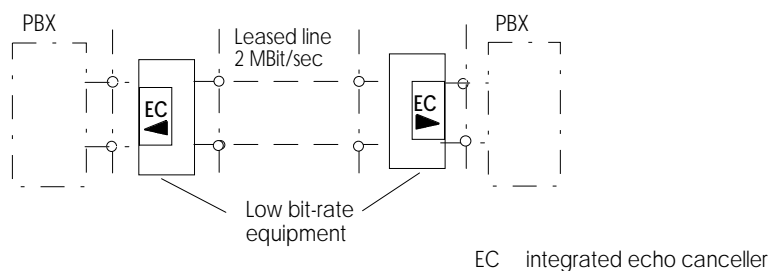 PBX
PBX
Leased line
2 MBit/sec
EC
EC
Low bit-rate
equipment
EC integrated echo canceller